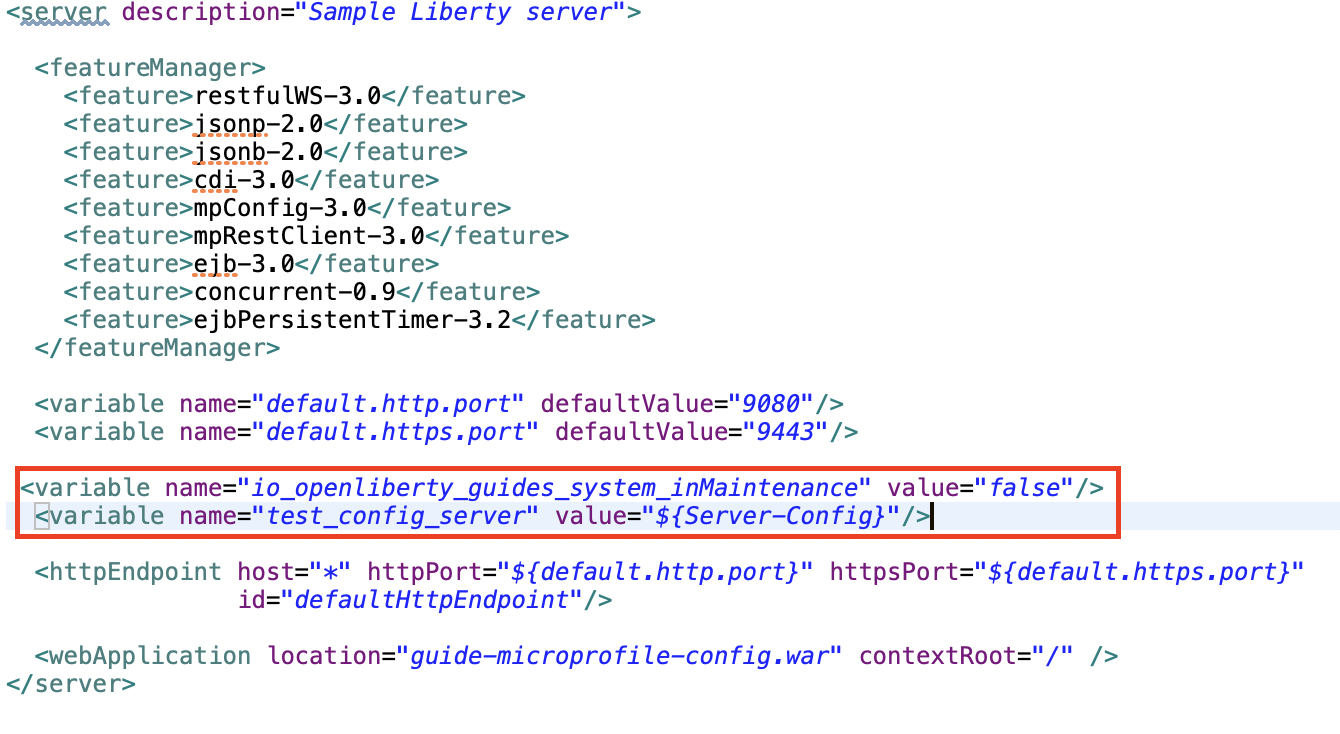 <server description="Sample Liberty server">
<featureManager>
<feature>restfulWS-3.0</feature>
<feature>jsonp-2.0</feature>
<feature>jsonb-2.0</feature>
<feature>cdi-3.0</feature>
<feature>mpConfig-3.0</feature>
<feature>mpRestClient-3.0</feature>
<feature>ejb-3.0</feature>
<feature>concurrent-0.9</feature>
<feature>ejbPersistentTimer-3.2</feature>
</featureManager>
<variable name="default.http.port" defaultValue="9080"/>
<variable name="default.https.port" defaultValue="9443"/>
<variable name="io_openliberty_guides_system_inMaintenance" value="false"/>
<variable name="test_config_server" value="${Server-Config}"/>
<httpEndpoint host="*" httpPort="${default.http.port}" httpsPort="${default.https.port}"
id="defaultHttpEndpoint"/>
<webApplication location="guide-microprofile-config.war" contextRoot="/" />
</server>